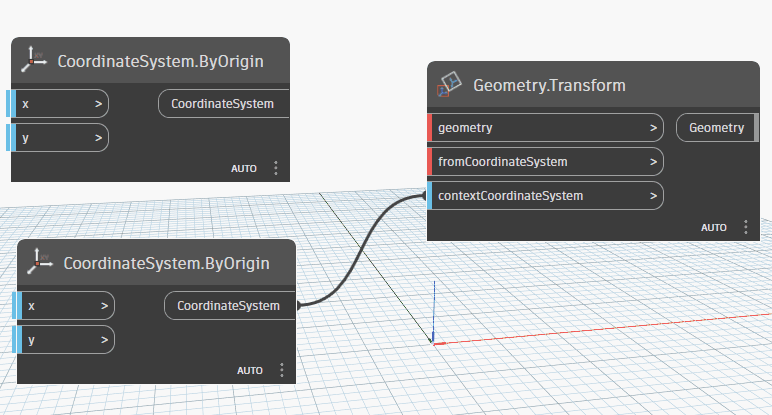 CoordinateSystem.ByOrigin
x >
CoordinateSystem
y >
AUTO
Geometry.Transform
geometry >
Geometry
fromCoordinateSystem >
contextCoordinateSystem >
AUTO
CoordinateSystem.ByOrigin
x >
CoordinateSystem
y >
AUTO